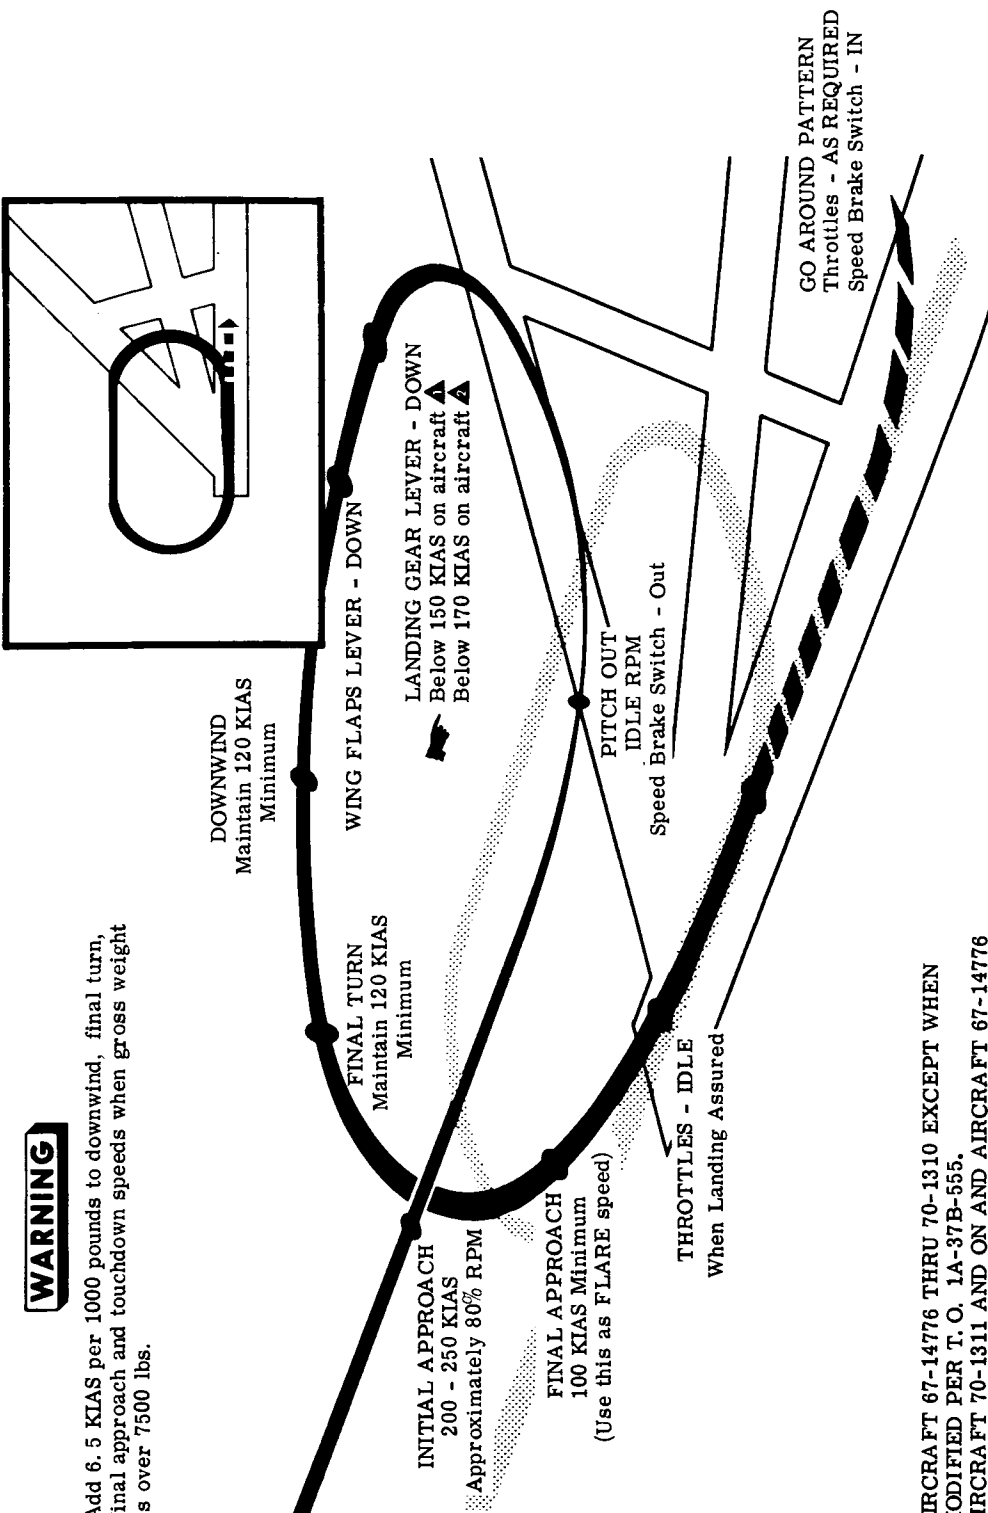 WARNING
Add 6.5 KIAS per 1000 pounds to downwind, final turn,
inal approach and touchdown speeds when gross weight
s over 7500 lbs.
DOWNWIND
Maintain 120 KIAS
Minimum
WING FLAPS LEVER - DOWN
LANDING GEAR LEVER - DOWN
Below 150 KIAS on aircraft 1
Below 170 KIAS on aircraft 2
FINAL TURN
Maintain 120 KIAS
Minimum
INITIAL APPROACH
200 - 250 KIAS
Approximately 80% RPM
FINAL APPROACH
100 KIAS Minimum
(Use this as FLARE speed)
PITCH OUT
IDLE RPM
Speed Brake Switch - Out
THROTTLES - IDLE
When Landing Assured
GO AROUND PATTERN
Throttles - AS REQUIRED
Speed Brake Switch - IN
IRCRAFT 67-14776 THRU 70-1310 EXCEPT WHEN
ODIFIED PER T.O. 1A-37B-555.
IRCRAFT 70-1311 AND ON AND AIRCRAFT 67-14776